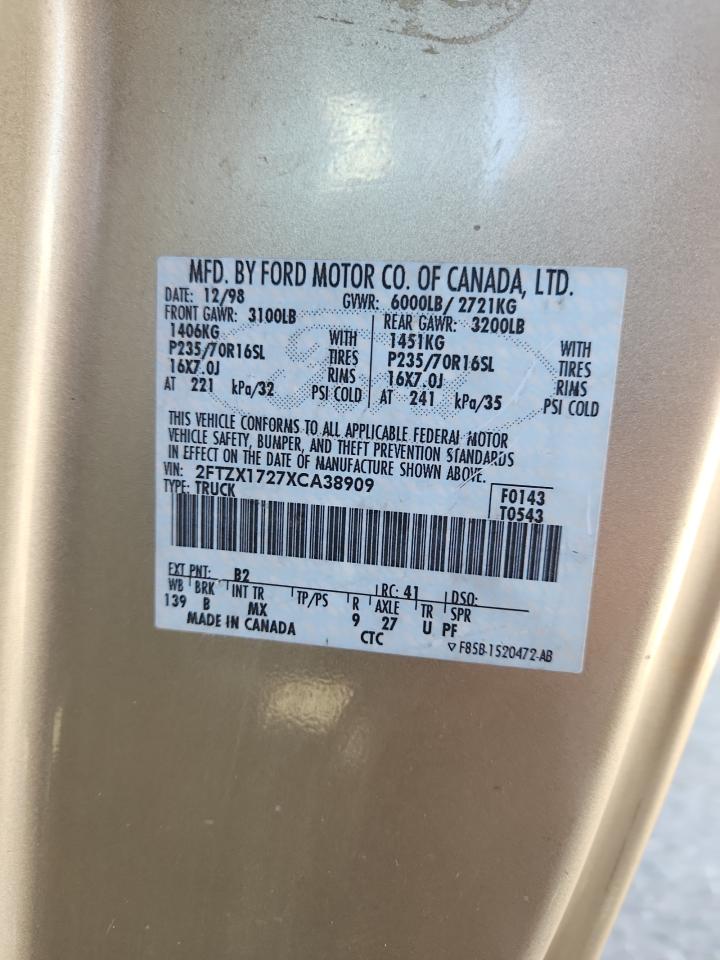 MFD. BY FORD MOTOR CO. OF CANADA, LTD.
DATE: 12/98 GVWR: 6000LB/ 2721KG
FRONT GAWR: 3100LB REAR GAWR: 3200LB
1406KG WITH 1451KG WITH
P235/70R16SL TIRES P235/70R16SL TIRES
16X7.0J RIMS 16X7.0J RIMS
AT 221 kPa/32 PSI COLD AT 241 kPa/35 PSI COLD
THIS VEHICLE CONFORMS TO ALL APPLICABLE FEDERAL MOTOR
VEHICLE SAFETY, BUMPER, AND THEFT PREVENTION STANDARDS
IN EFFECT ON THE DATE OF MANUFACTURE SHOWN ABOVE.
VIN: 2FTZX1727XCA38909 F0143
TYPE: TRUCK T0543
EXT PNT: B2 RC: 41 DSO:
WB BRK INT TR TP/PS R AXLE TR SPR
139 B MX 9 27 U PF
MADE IN CANADA CTC ▽ F85B-1520472-AB